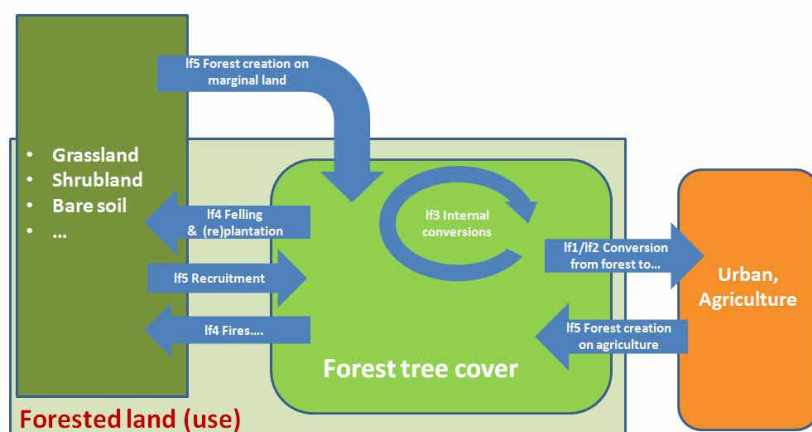 lf5 Forest creation on
marginal land
• Grassland
• Shrubland
• Bare soil
• ...
lf4 Felling
& (re)plantation
lf3 Internal
conversions
lf1/lf2 Conversion
from forest to...
Urban,
Agriculture
lf5 Recruitment
lf4 Fires....
lf5 Forest creation
on agriculture
Forest tree cover
Forested land (use)